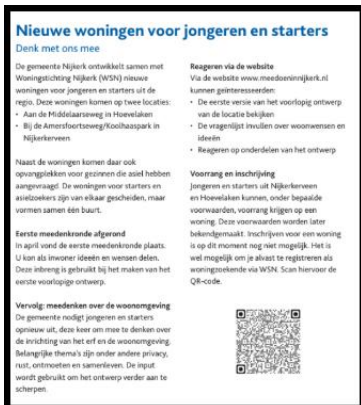 Nieuwe woningen voor jongeren en starters
Denk met ons mee
De gemeente Nijkerk ontwikkelt samen met
Woningstichting Nijkerk (WSN) nieuwe
woningen voor jongeren en starters uit de
regio. Deze woningen komen op twee locaties:
• Aan de Middelaarseweg in Hoevelaken
• Bij de Amersfoortseweg/Kooihaaspark in
Nijkerkerveen
Naast de woningen komen daar ook
opvangplekken voor gezinnen die asiel hebben
aangevraagd. De woningen voor starters en
asielzoekers zijn van elkaar gescheiden, maar
vormen samen één buurt.
Eerste meedenkronde afgerond
In april vond de eerste meedenkronde plaats.
U kon als inwoner ideeën en wensen delen.
Deze inbreng is gebruikt bij het maken van het
eerste voorlopige ontwerp.
Vervolg: meedenken over de woonomgeving
De gemeente nodigt jongeren en starters
opnieuw uit, deze keer om mee te denken over
de inrichting van het erf en de woonomgeving.
Belangrijke thema's zijn onder andere privacy,
rust, ontmoeten en samenleven. De input
wordt gebruikt om het ontwerp verder aan te
scherpen.
Reageren via de website
Via de website www.meedoeninnijkerk.nl
kunnen geïnteresseerden:
• De eerste versie van het voorlopig ontwerp
van de locatie bekijken
• De vragenlijst invullen over woonwensen en
ideeën
• Reageren op onderdelen van het ontwerp
Voorrang en inschrijving
Jongeren en starters uit Nijkerkerveen
en Hoevelaken kunnen, onder bepaalde
voorwaarden, voorrang krijgen op een
woning. Deze voorwaarden worden later
bekendgemaakt. Inschrijven voor een woning
is op dit moment nog niet mogelijk. Het is
wel mogelijk om je alvast te registreren als
woningzoekende via WSN. Scan hiervoor de
QR-code.